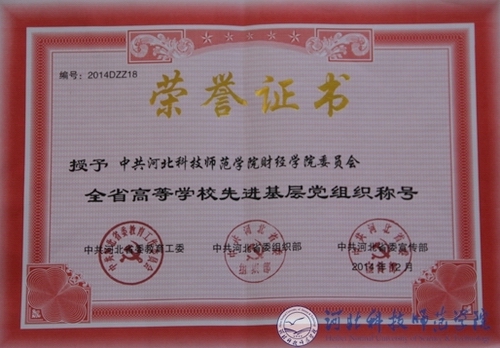 编号：2014DZZ18
荣誉证书
授予 中共河北科技师范学院财经学院委员会
全省高等学校先进基层党组织称号
中共河北省委教育工委 中共河北省委组织部 中共河北省委宣传部
2014年12月
河北科技师范学院